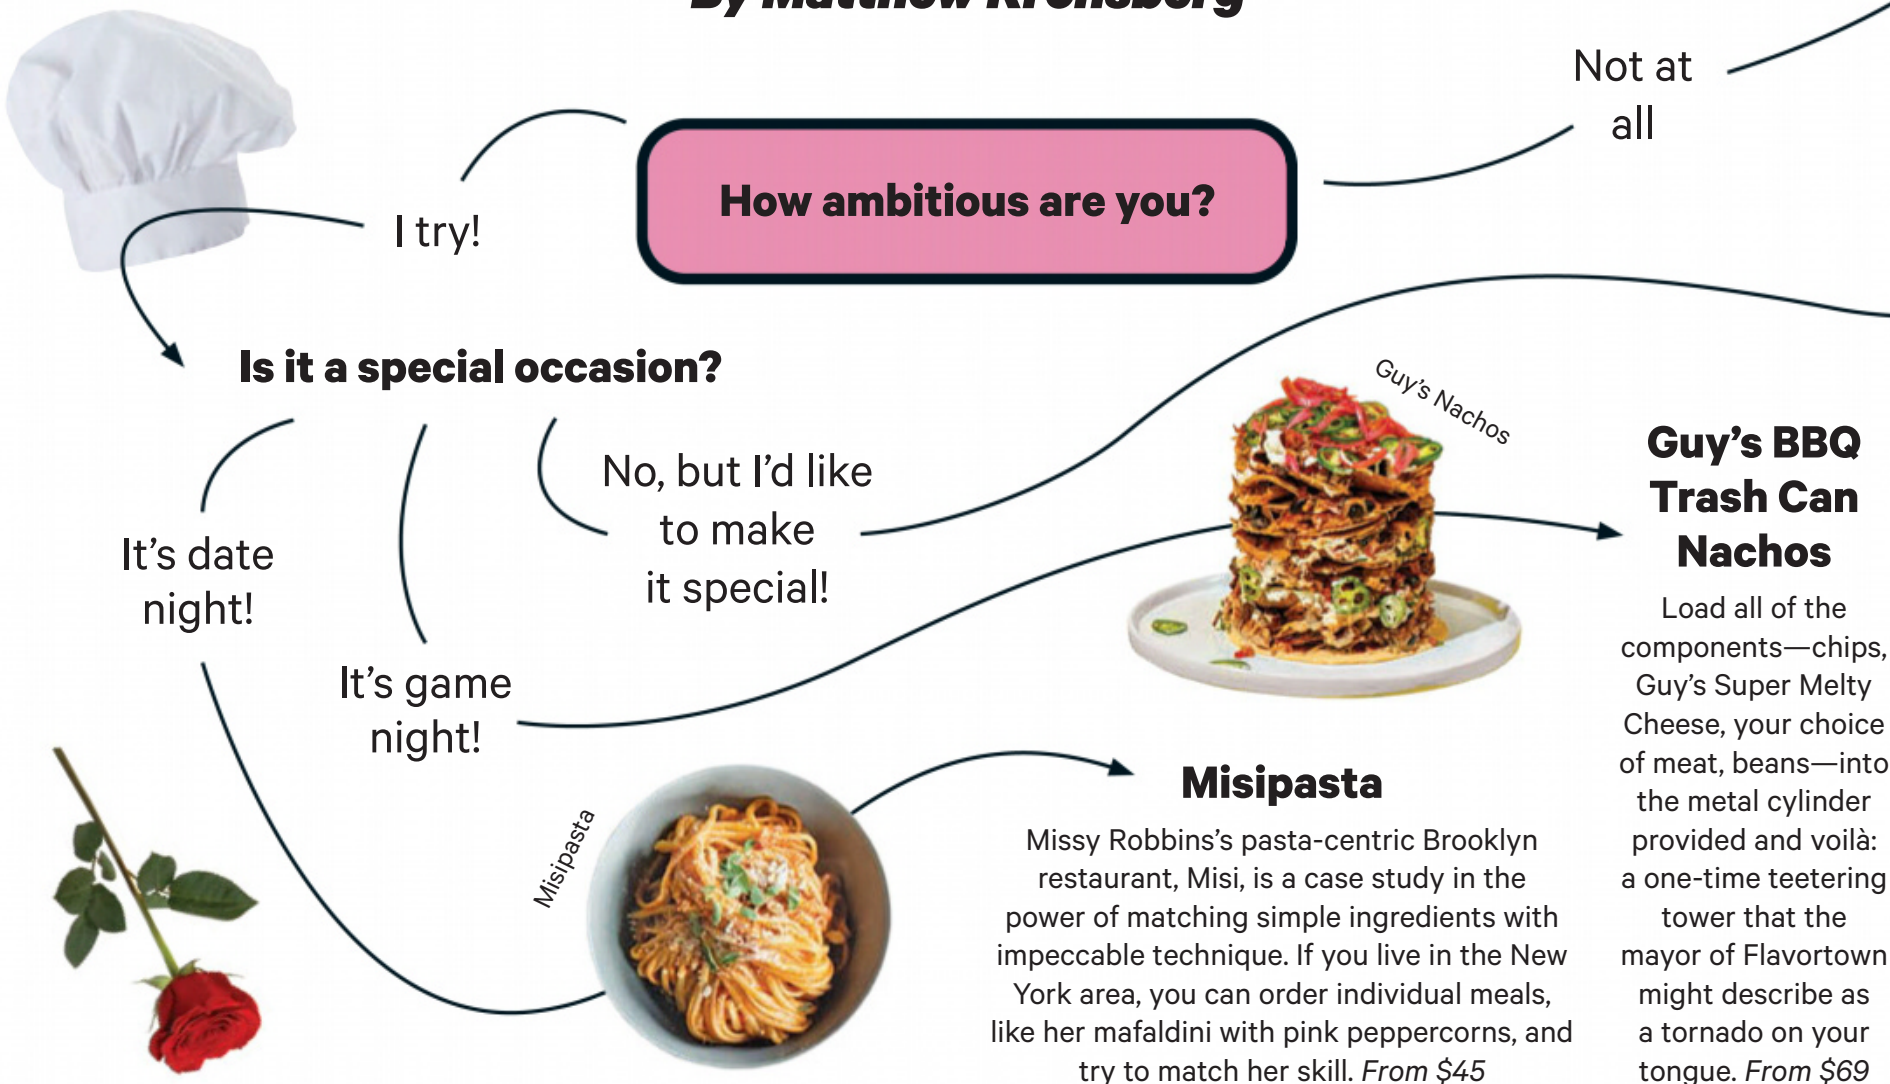 By Matthew Kronsberg
Not at
all
How ambitious are you?
I try!
Is it a special occasion?
No, but I'd like
to make
it special!
It's date
night!
It's game
night!
Guy's Nachos
Guy's BBQ
Trash Can
Nachos
Load all of the
components—chips,
Guy's Super Melty
Cheese, your choice
of meat, beans—into
the metal cylinder
provided and voilà:
a one-time teetering
tower that the
mayor of Flavortown
might describe as
a tornado on your
tongue. From $69
Misipasta
Misipasta
Missy Robbins's pasta-centric Brooklyn
restaurant, Misi, is a case study in the
power of matching simple ingredients with
impeccable technique. If you live in the New
York area, you can order individual meals,
like her mafaldini with pink peppercorns, and
try to match her skill. From $45